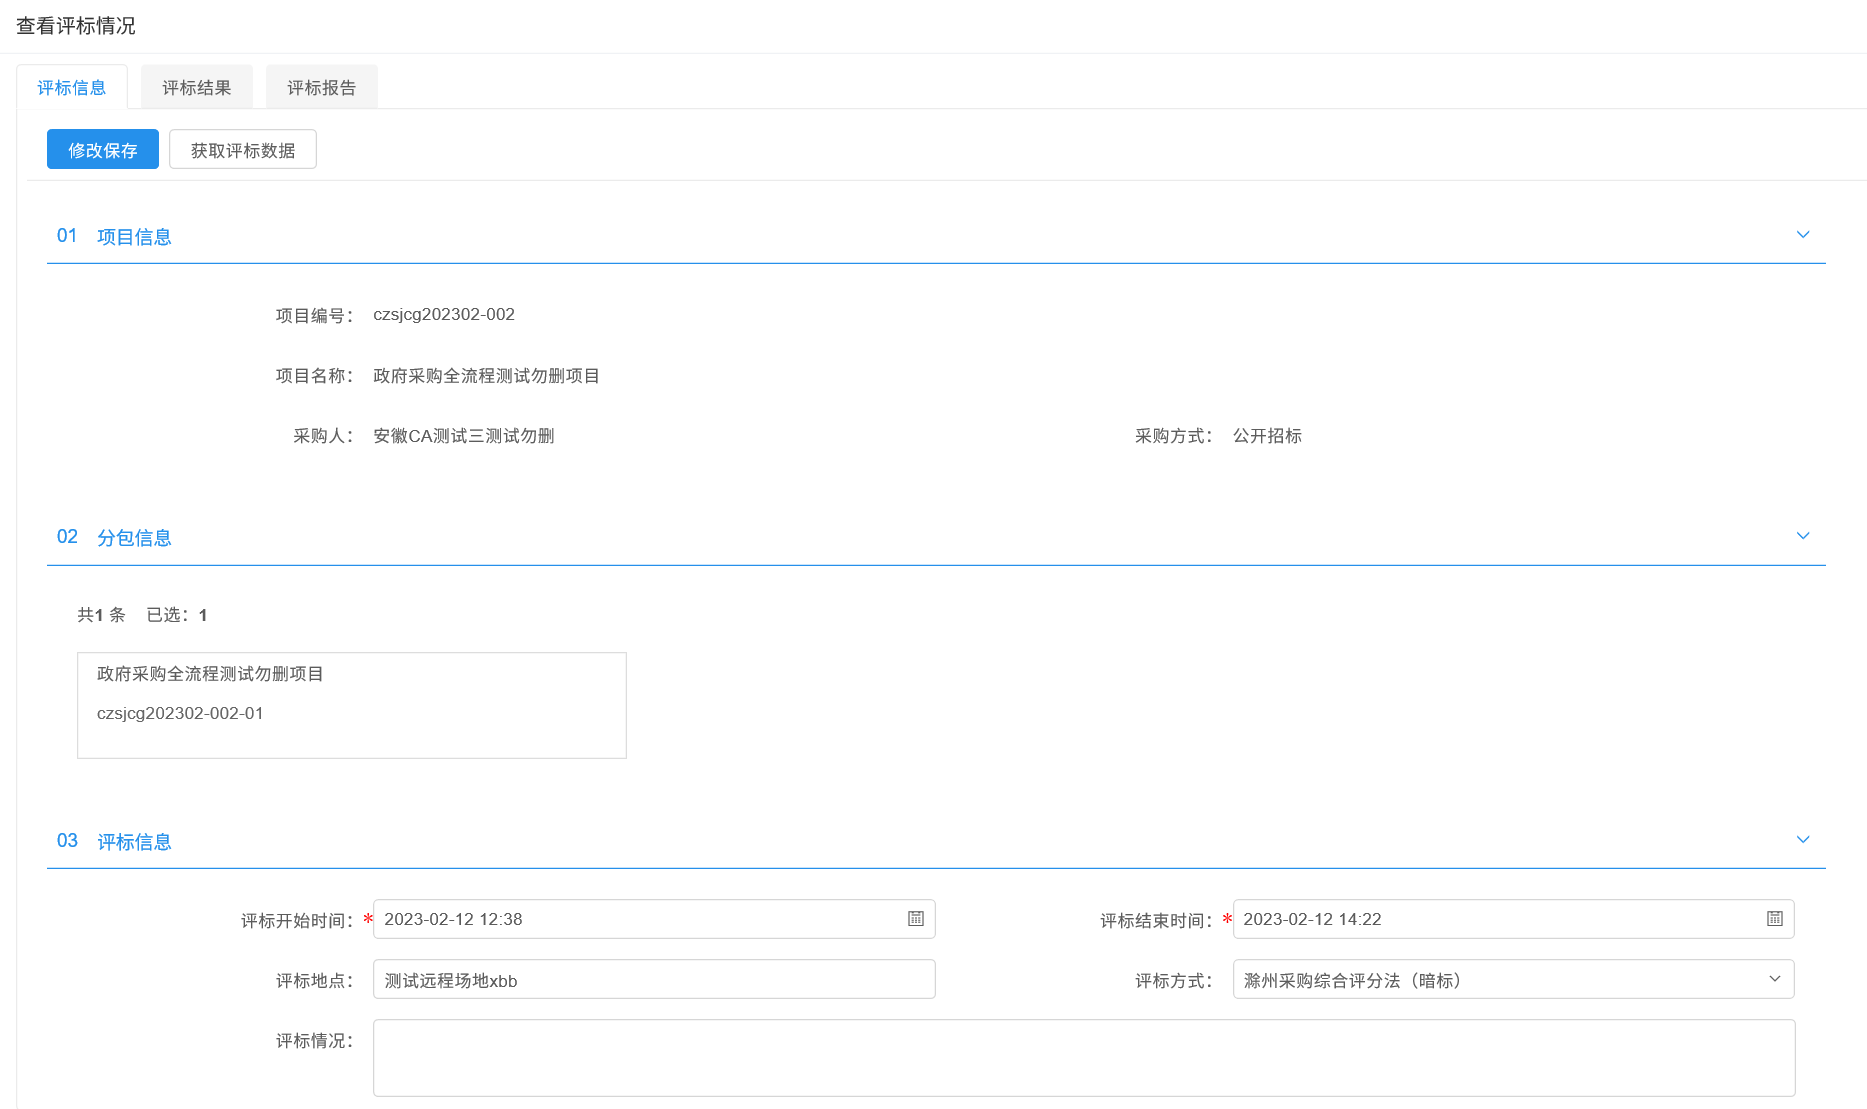 查看评标情况
评标信息 评标结果 评标报告
修改保存 获取评标数据
01 项目信息
项目编号： czsjcg202302-002
项目名称： 政府采购全流程测试勿删项目
采购人： 安徽CA测试三测试勿删 采购方式： 公开招标
02 分包信息
共1 条 已选：1
政府采购全流程测试勿删项目
czsjcg202302-002-01
03 评标信息
评标开始时间：* 2023-02-12 12:38 评标结束时间：* 2023-02-12 14:22
评标地点： 测试远程场地xbb 评标方式： 滁州采购综合评分法（暗标）
评标情况：